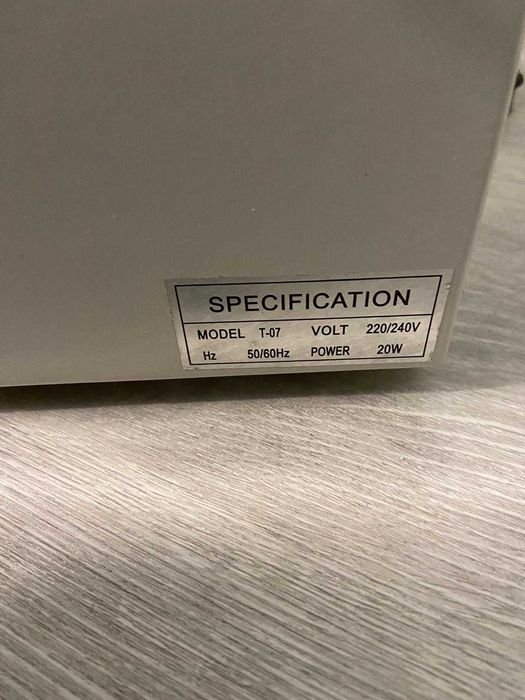 SPECIFICATION
MODEL T-07 VOLT 220/240V
Hz 50/60Hz POWER 20W